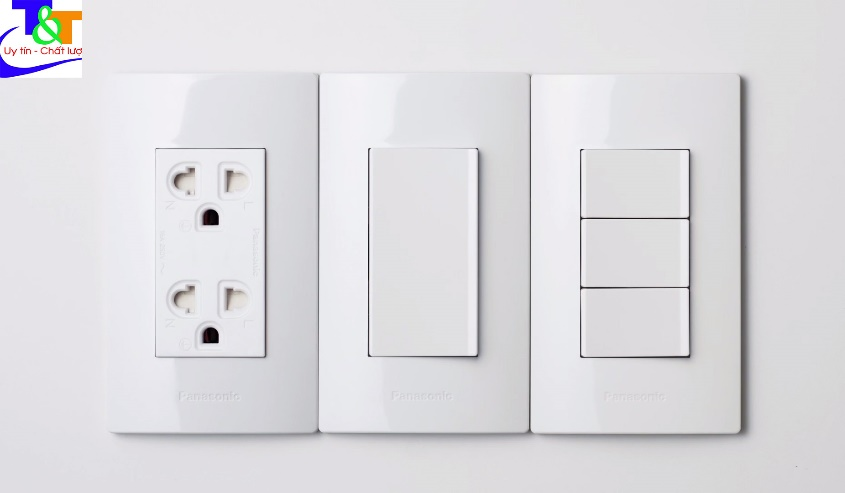 T&T
Uy tín - Chất lượ
N L
N L
Panasonic
Panasonic
Panasonic